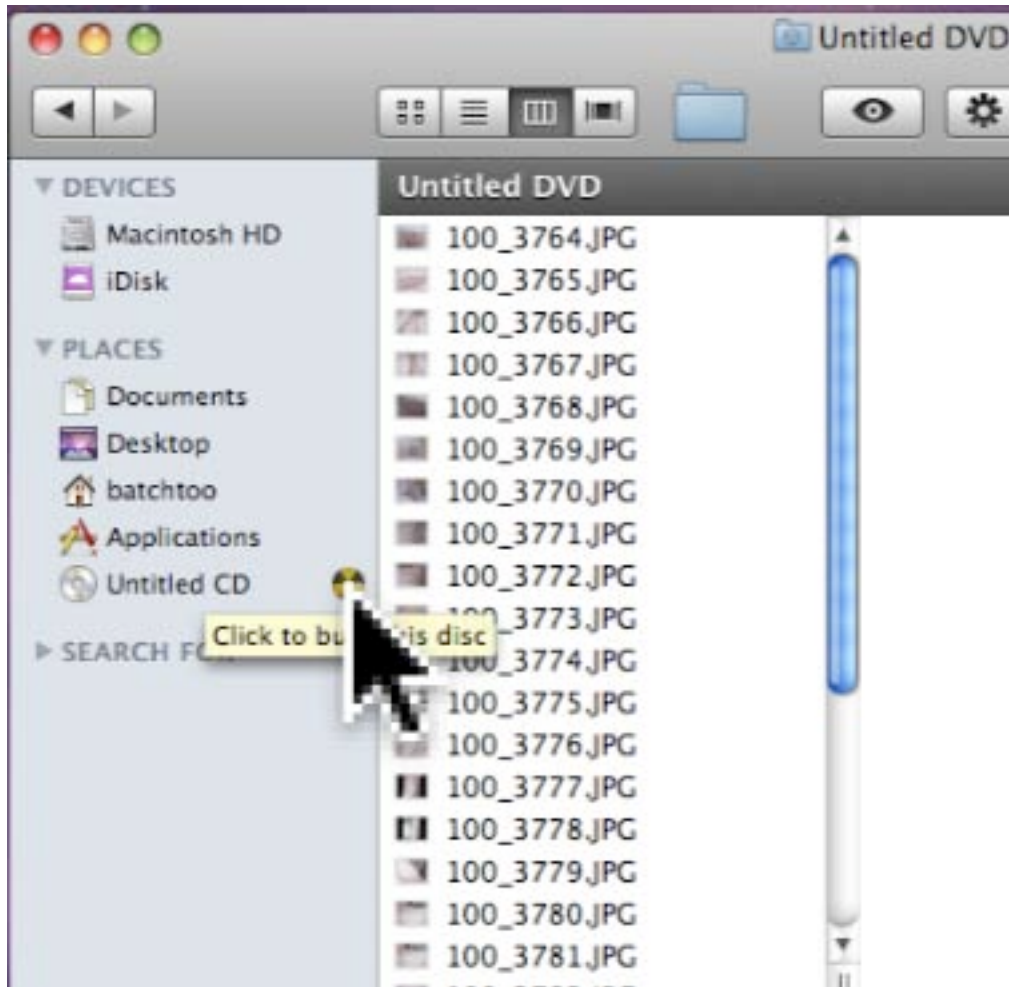 Untitled DVD
DEVICES
Macintosh HD
iDisk
PLACES
Documents
Desktop
batchtoo
Applications
Untitled CD
Click to bu is disc
SEARCH FO
Untitled DVD
100_3764.JPG
100_3765.JPG
100_3766.JPG
100_3767.JPG
100_3768.JPG
100_3769.JPG
100_3770.JPG
100_3771.JPG
100_3772.JPG
100_3773.JPG
100_3774.JPG
100_3775.JPG
100_3776.JPG
100_3777.JPG
100_3778.JPG
100_3779.JPG
100_3780.JPG
100_3781.JPG